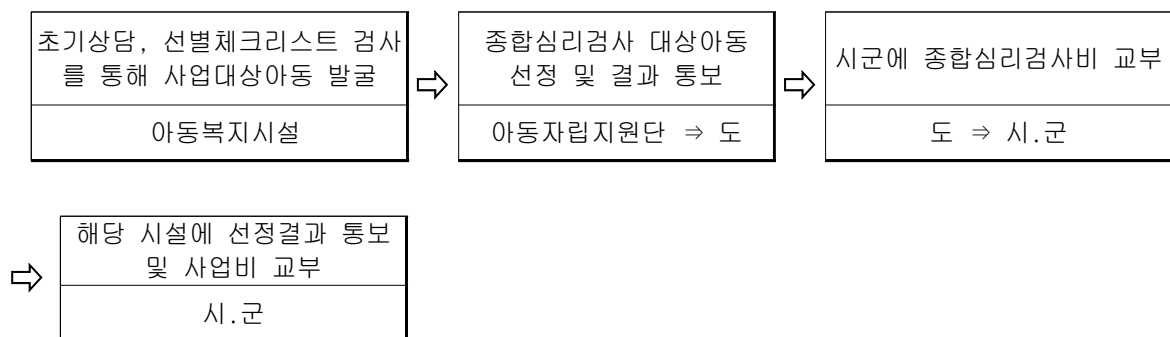 초기상담, 선별체크리스트 검사
를 통해 사업대상아동 발굴
아동복지시설
⇨
종합심리검사 대상아동
선정 및 결과 통보
아동자립지원단 ⇒ 도
⇨
시군에 종합심리검사비 교부
도 ⇒ 시.군
⇨
해당 시설에 선정결과 통보
및 사업비 교부
시.군